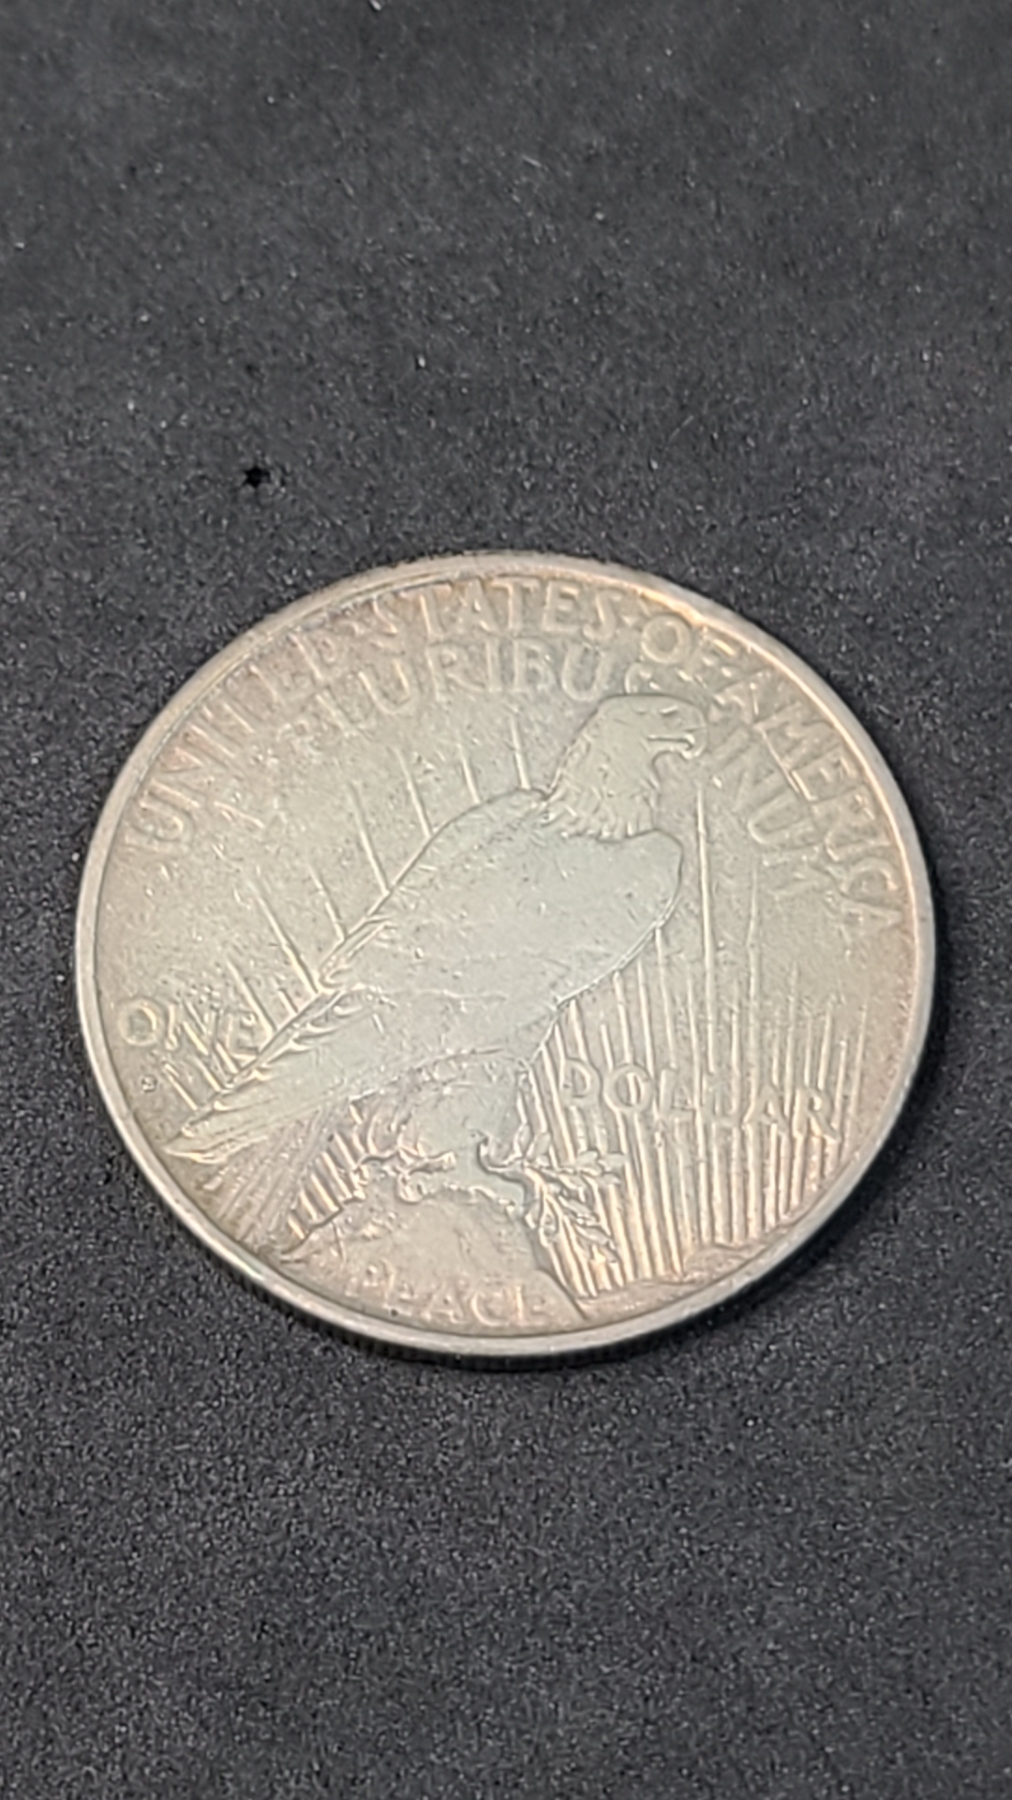 UNITED·STATES·OF·AMERICA
E PLURIBUS UNUM
ONE DOLLAR
S
PEACE